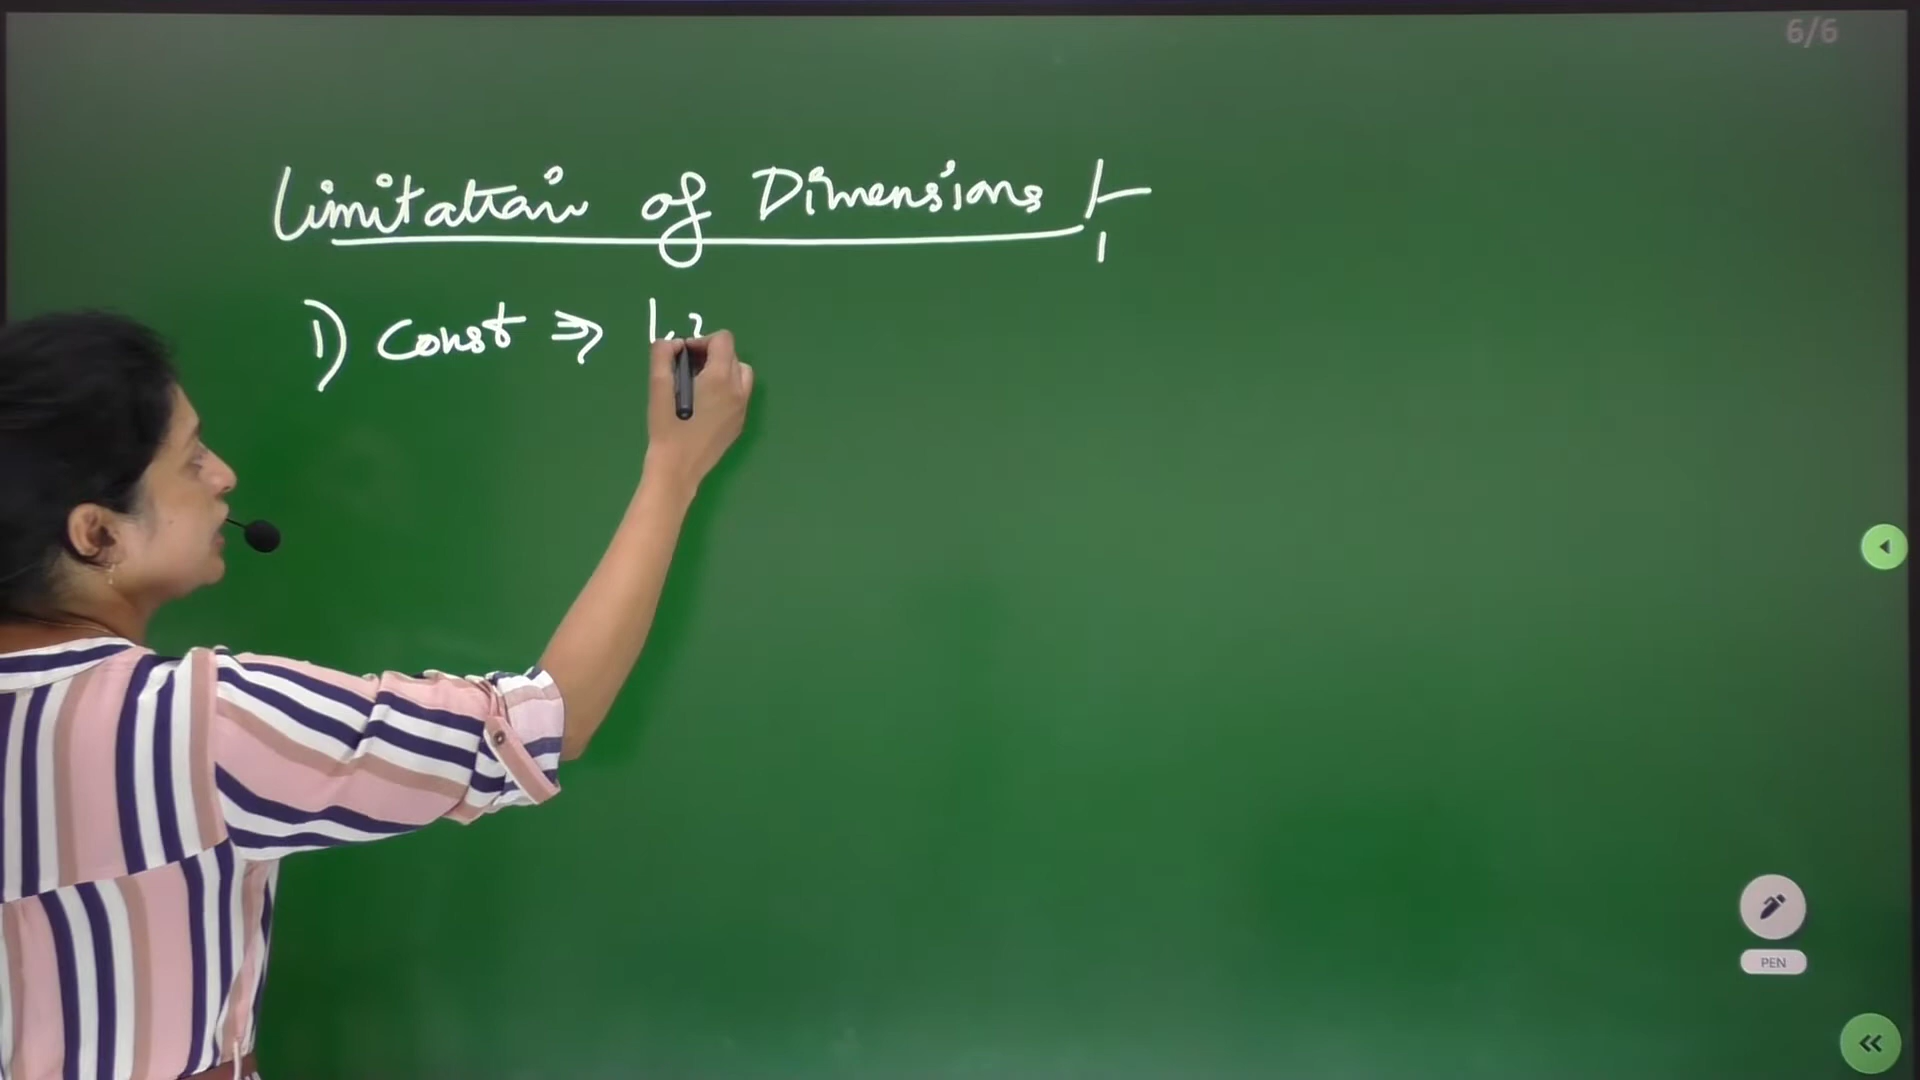 6/6
Limitation of Dimensions :-
1) Const ⇒
PEN